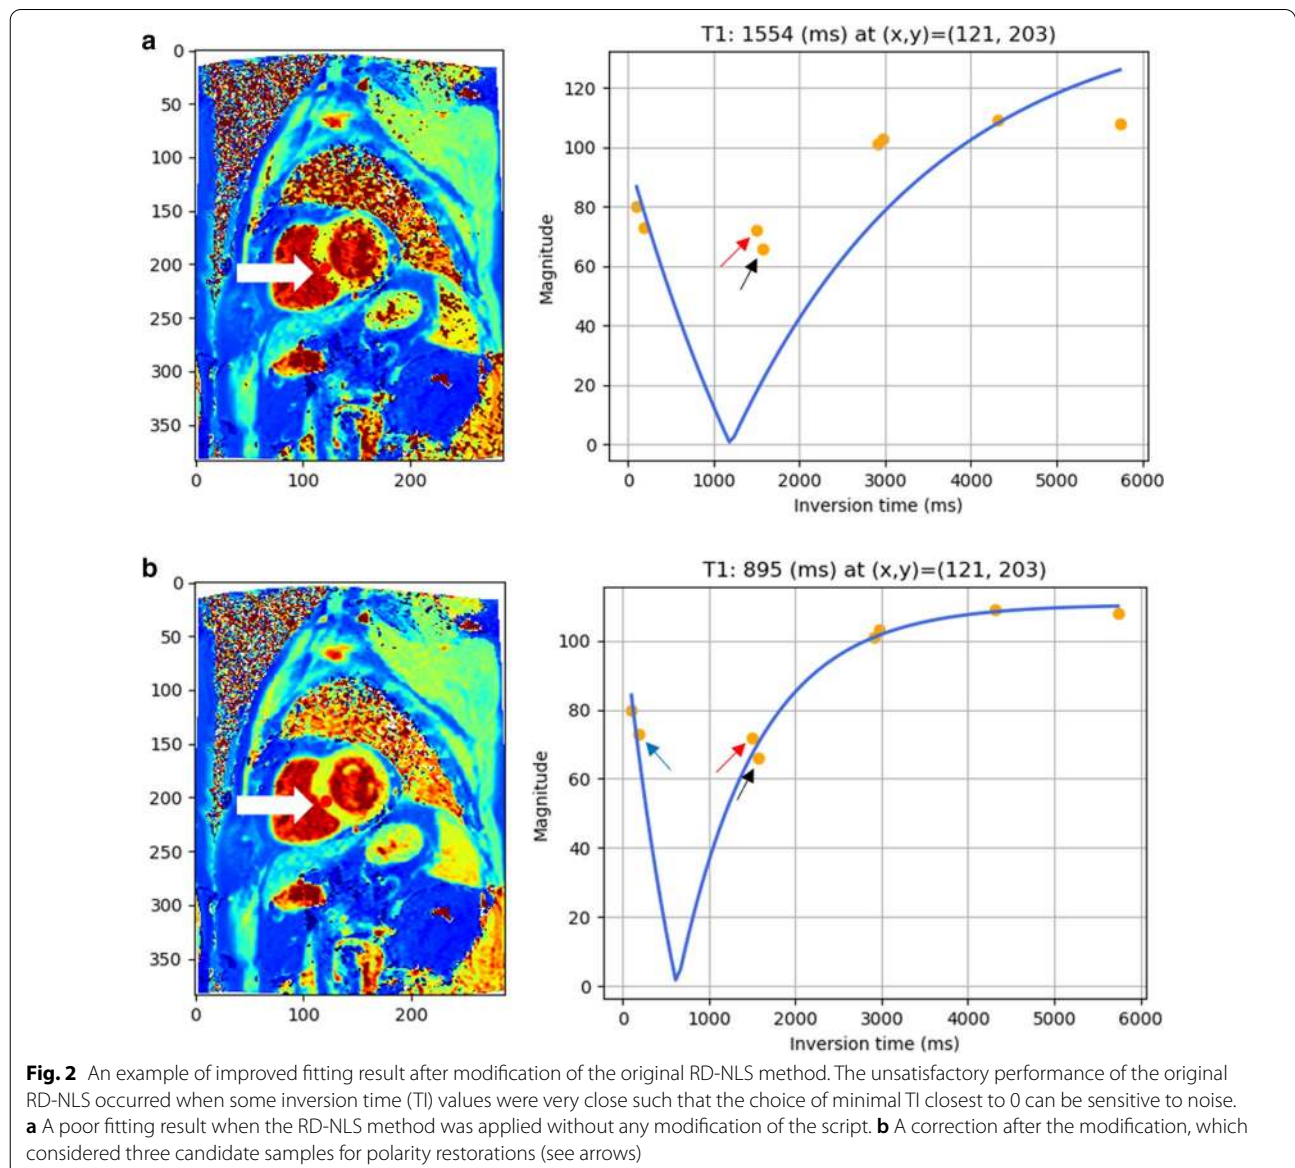 a
T1: 1554 (ms) at (x,y)=(121, 203)
0
50
100
150
200
250
300
350
0 100 200
Magnitude
120
100
80
60
40
20
0
0 1000 2000 3000 4000 5000 6000
Inversion time (ms)
b
T1: 895 (ms) at (x,y)=(121, 203)
0
50
100
150
200
250
300
350
0 100 200
Magnitude
100
80
60
40
20
0
0 1000 2000 3000 4000 5000 6000
Inversion time (ms)
Fig. 2 An example of improved fitting result after modification of the original RD-NLS method. The unsatisfactory performance of the original
RD-NLS occurred when some inversion time (TI) values were very close such that the choice of minimal TI closest to 0 can be sensitive to noise.
a A poor fitting result when the RD-NLS method was applied without any modification of the script. b A correction after the modification, which
considered three candidate samples for polarity restorations (see arrows)